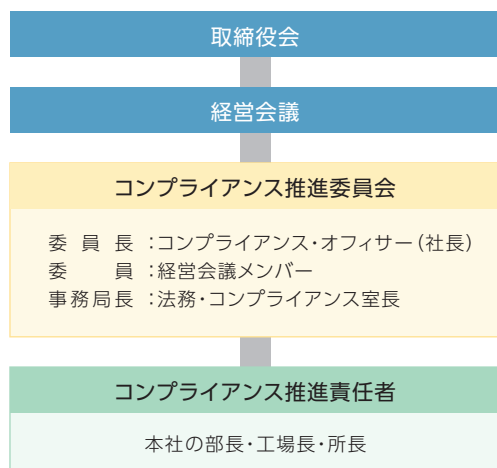 取締役会
経営会議
コンプライアンス推進委員会
委員長：コンプライアンス・オフィサー（社長）
委員：経営会議メンバー
事務局長：法務・コンプライアンス室長
コンプライアンス推進責任者
本社の部長・工場長・所長